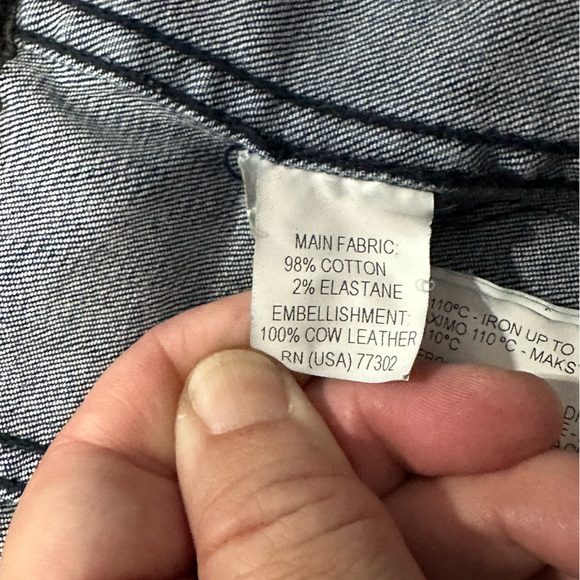 MAIN FABRIC:
98% COTTON
2% ELASTANE
EMBELLISHMENT:
100% COW LEATHER
RN (USA) 77302
110°C - IRON UP TO
XIMO 110 °C - MAKS
10°C